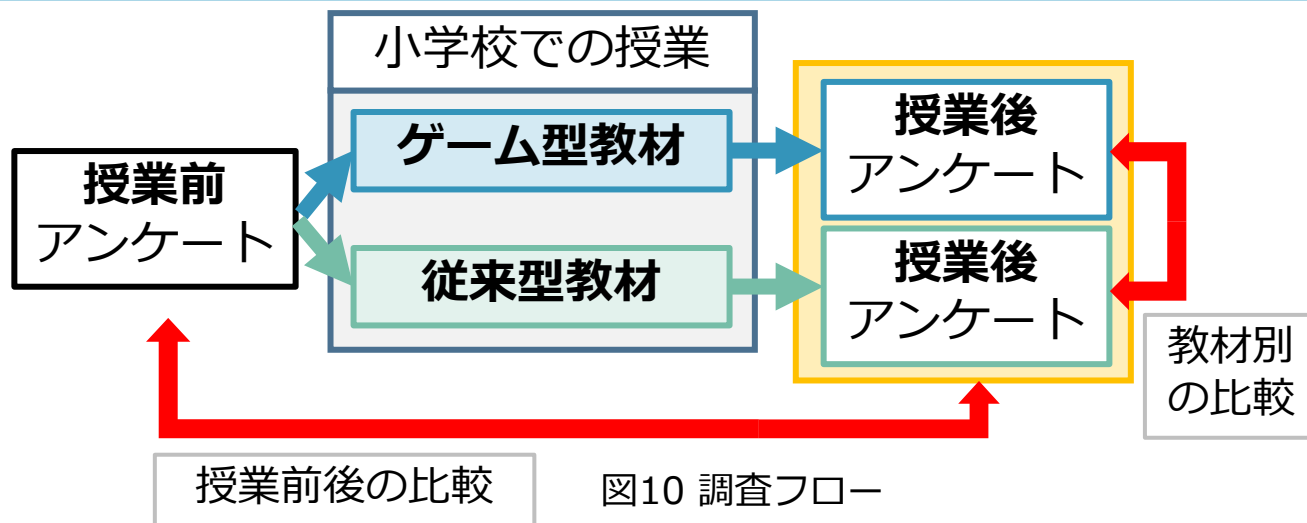 小学校での授業
授業前
アンケート
ゲーム型教材
従来型教材
授業後
アンケート
授業後
アンケート
教材別
の比較
授業前後の比較
図10 調査フロー